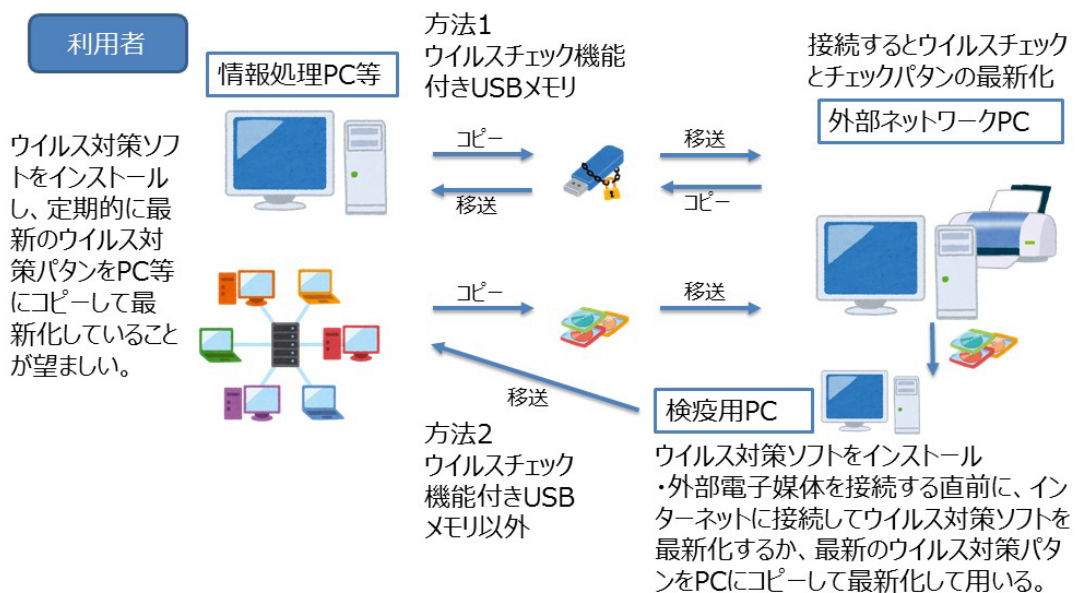 利用者
情報処理PC等
ウイルス対策ソフ
トをインストール
し、定期的に最
新のウイルス対
策パタンをPC等
にコピーして最
新化していること
が望ましい。
方法1
ウイルスチェック機能
付きUSBメモリ
コピー
移送
移送
コピー
接続するとウイルスチェック
とチェックパタンの最新化
外部ネットワークPC
コピー
移送
移送
方法2
ウイルスチェック
機能付きUSB
メモリ以外
検疫用PC
ウイルス対策ソフトをインストール
・外部電子媒体を接続する直前に、イン
ターネットに接続してウイルス対策ソフトを
最新化するか、最新のウイルス対策パタ
ンをPCにコピーして最新化して用いる。